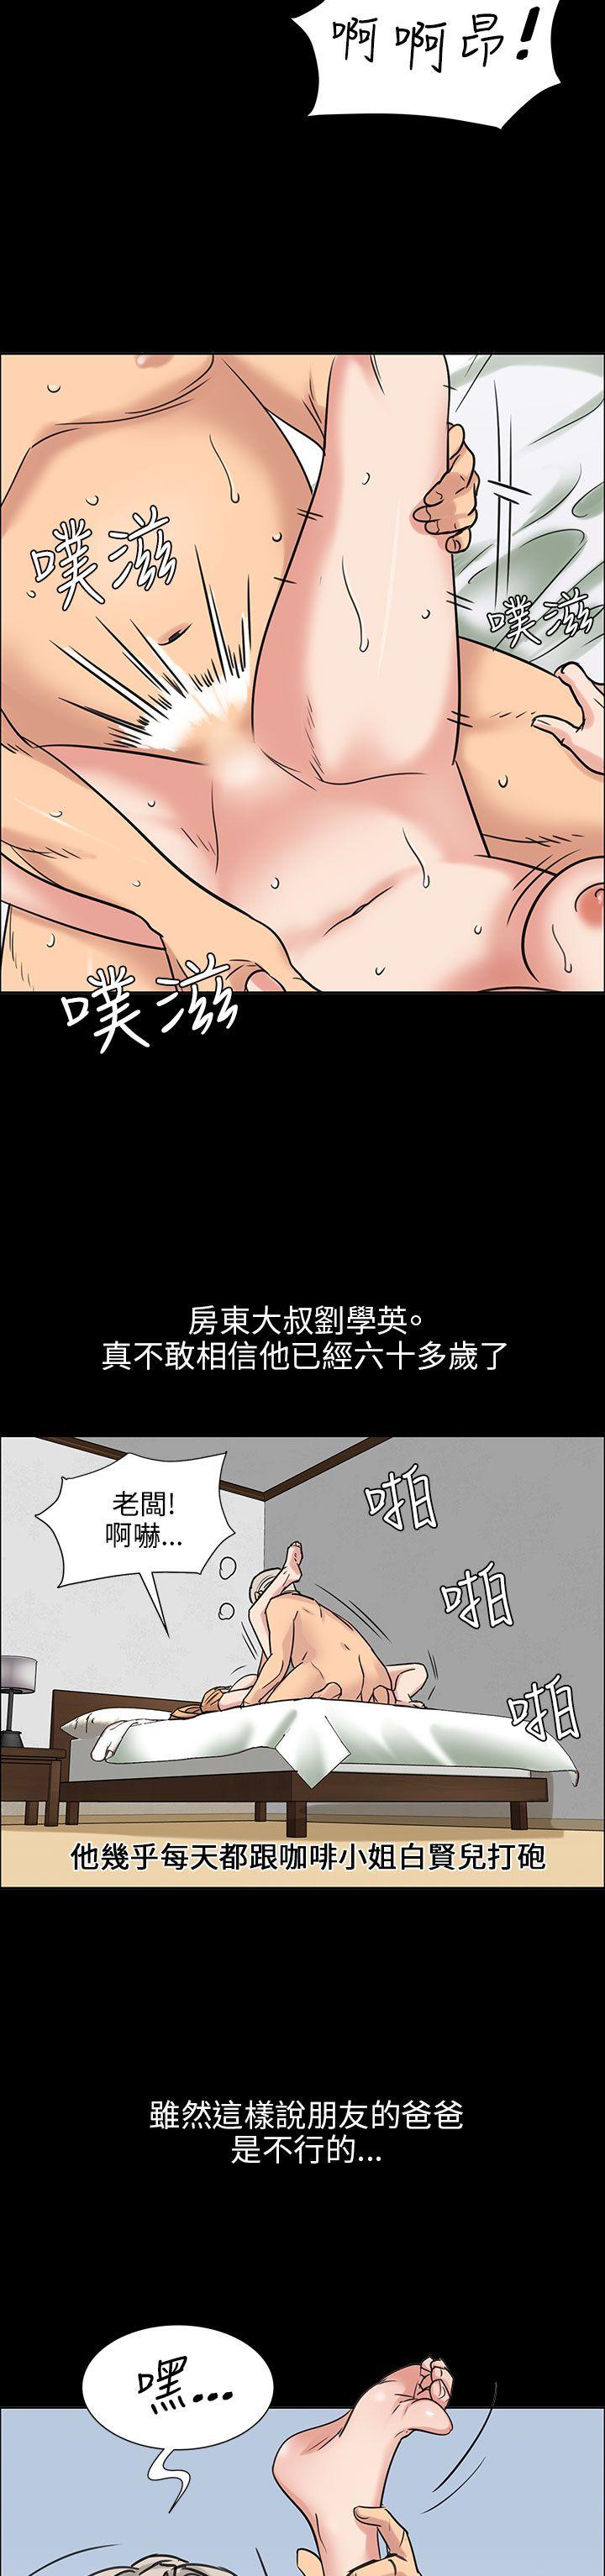 啊啊昂!
噗滋
噗滋
噗滋
房東大叔劉學英。
真不敢相信他已經六十多歲了
老闆!
啊嚇...
啪
啪
啪
他幾乎每天都跟咖啡小姐白賢兒打砲
雖然這樣說朋友的爸爸
是不行的...
嘿...